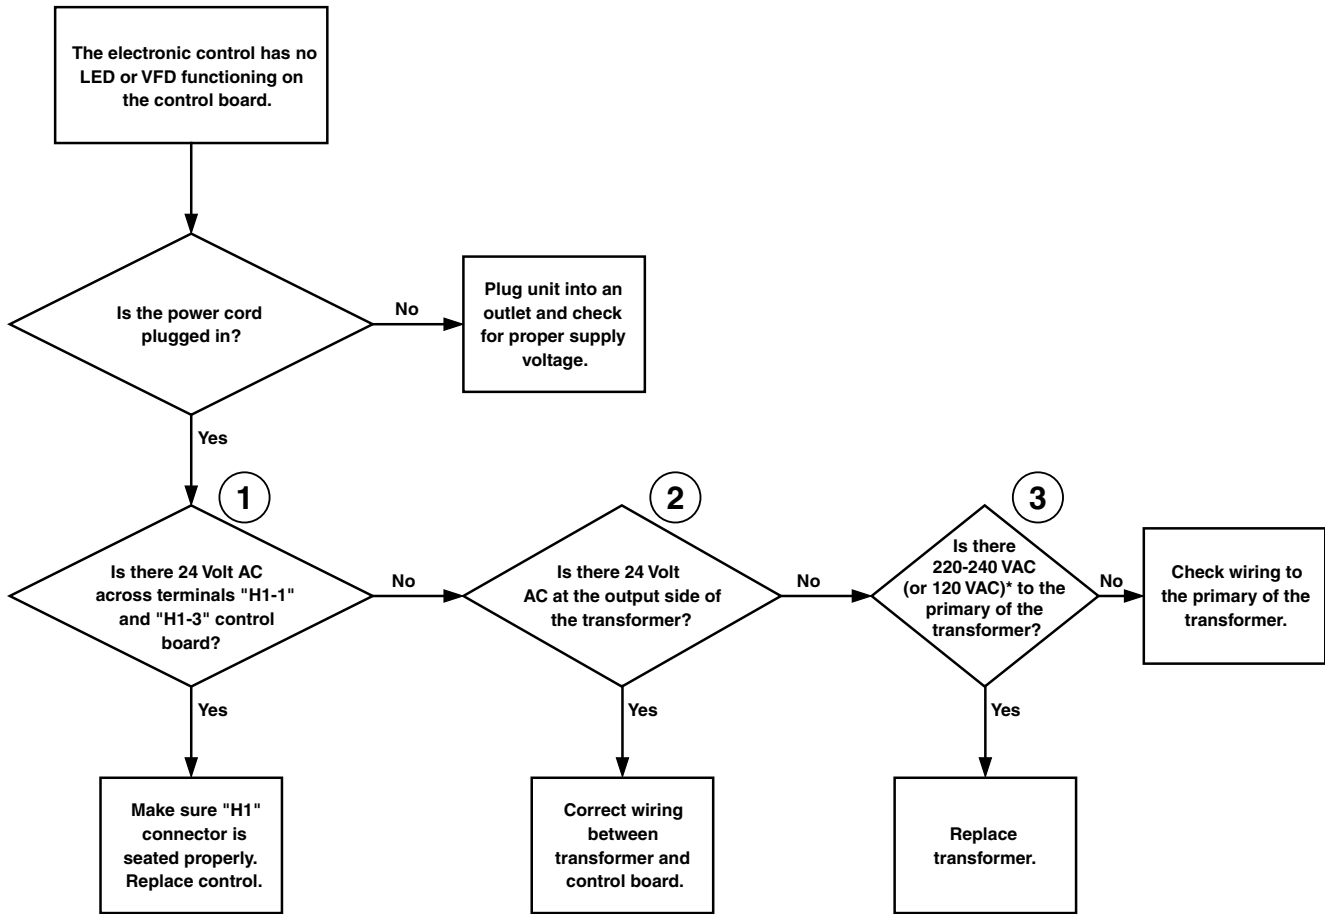 The electronic control has no
LED or VFD functioning on
the control board.
Is the power cord
plugged in?
No
Plug unit into an
outlet and check
for proper supply
voltage.
Yes
1
Is there 24 Volt AC
across terminals "H1-1"
and "H1-3" control
board?
No
2
Is there 24 Volt
AC at the output side of
the transformer?
No
3
Is there
220-240 VAC
(or 120 VAC)* to the
primary of the
transformer?
No
Check wiring to
the primary of the
transformer.
Yes
Make sure "H1"
connector is
seated properly.
Replace control.
Yes
Correct wiring
between
transformer and
control board.
Yes
Replace
transformer.